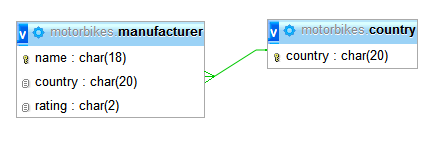 v motorbikes manufacturer
name : char(18)
country : char(20)
rating : char(2)
v motorbikes country
country : char(20)